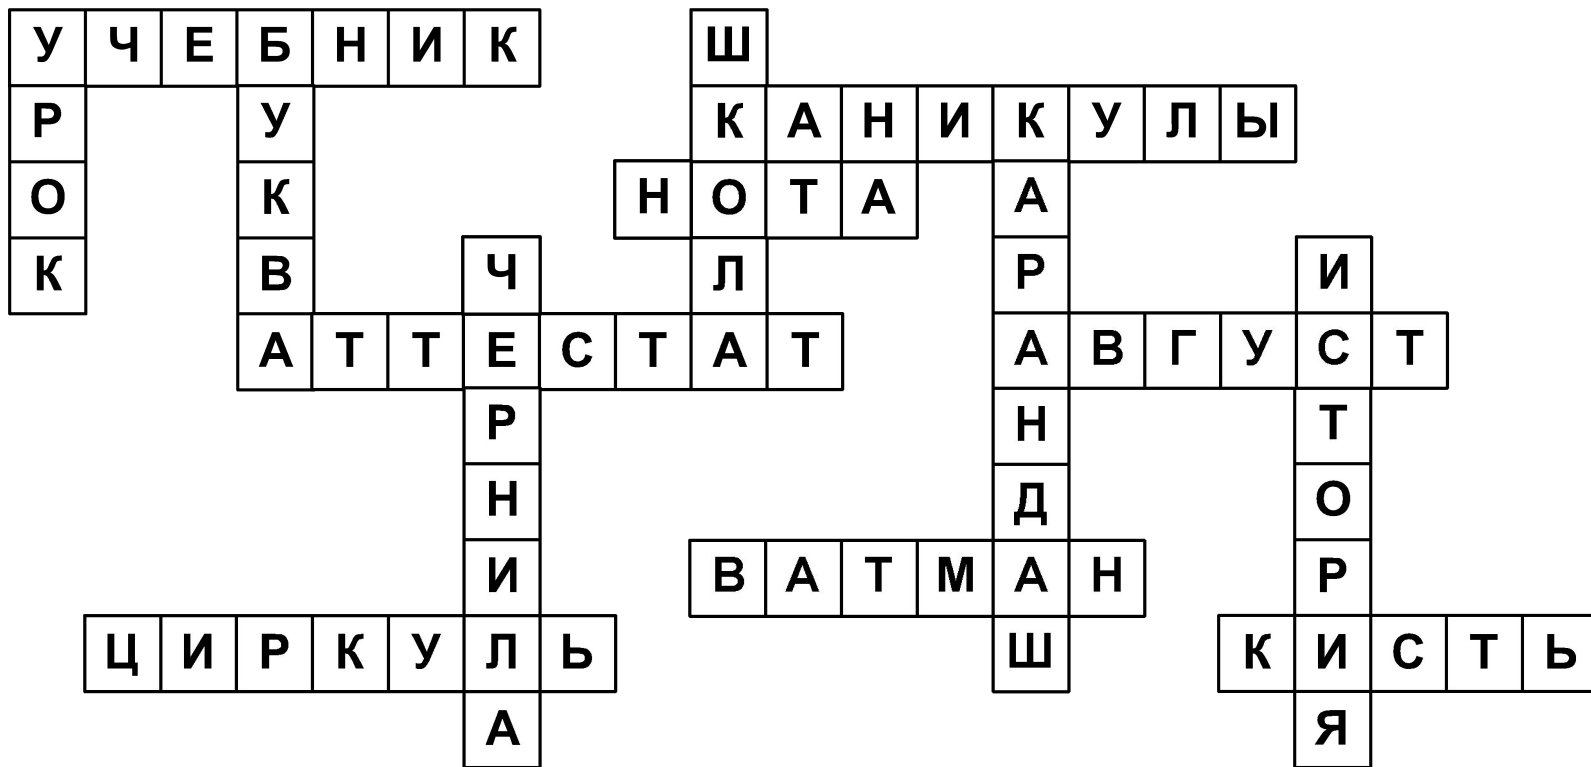 УЧЕБНИК Ш
Р У КАНИКУЛЫ
О К НОТА А
К В Ч Л Р И
АТТЕСТАТ АВГУСТ
Р Н Т
Н Д О
И ВАТМАН Р
ЦИРКУЛЬ Ш КИСТЬ
А Я